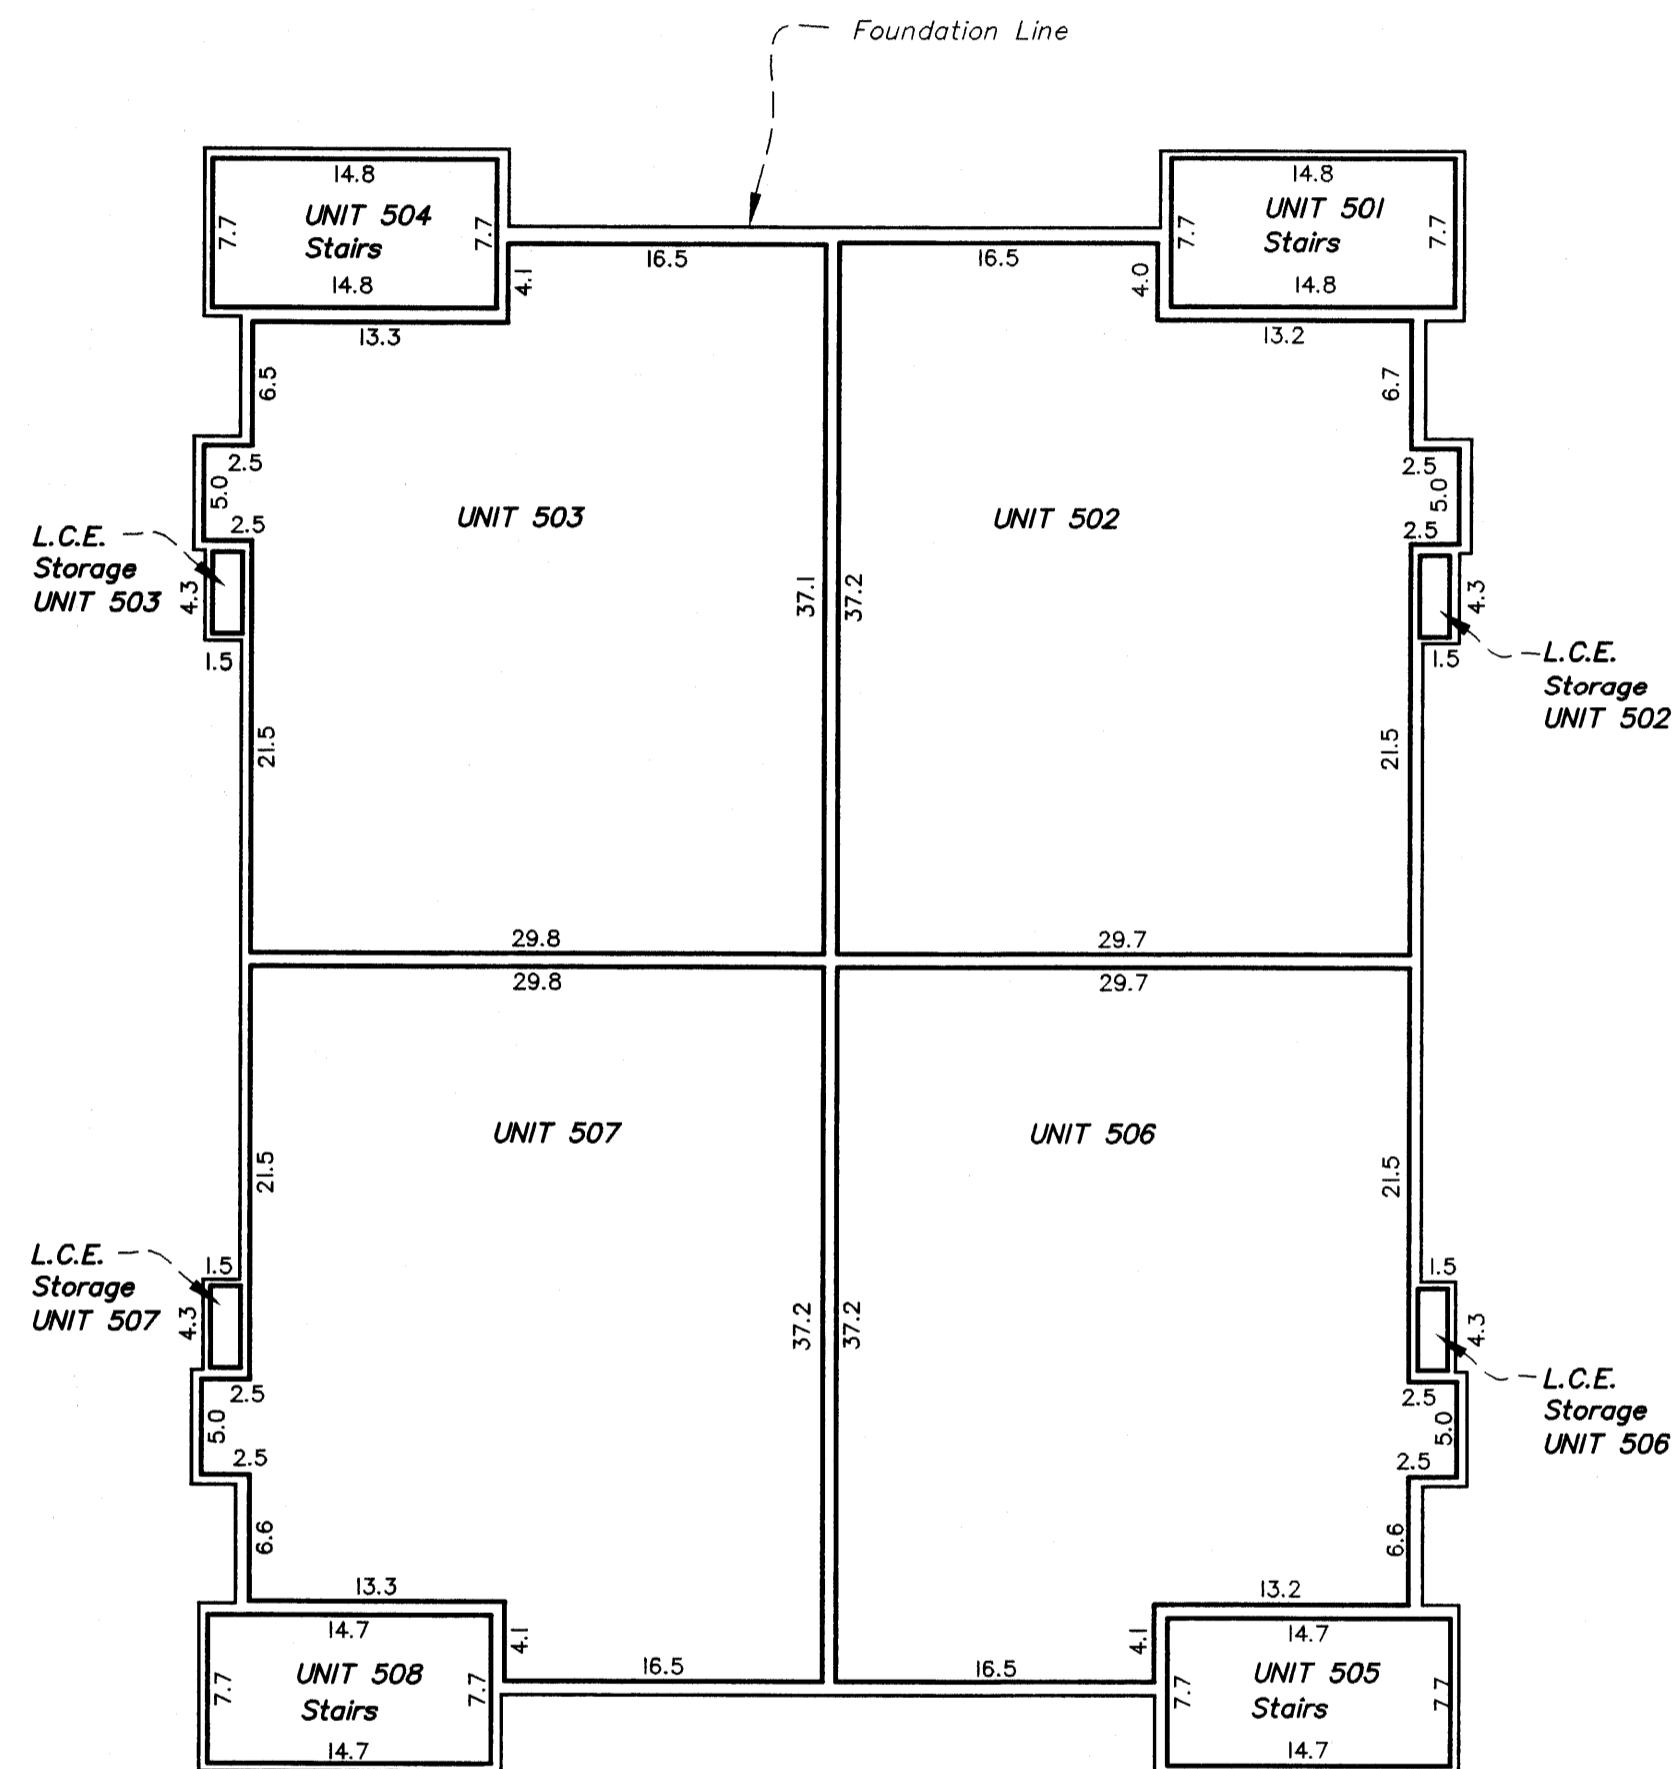 Foundation Line
14.8
UNIT 504
Stairs
7.7
7.7
14.8
14.8
UNIT 501
Stairs
7.7
7.7
14.8
16.5
16.5
4.1
4.0
13.3
13.2
6.5
6.7
2.5
5.0
2.5
2.5
5.0
2.5
UNIT 503
UNIT 502
L.C.E.
Storage
UNIT 503
4.3
1.5
37.1
37.2
4.3
1.5
L.C.E.
Storage
UNIT 502
21.5
21.5
29.8
29.7
29.8
29.7
UNIT 507
UNIT 506
21.5
21.5
L.C.E.
Storage
UNIT 507
1.5
4.3
37.2
37.2
1.5
4.3
L.C.E.
Storage
UNIT 506
2.5
5.0
2.5
2.5
5.0
2.5
6.6
6.6
13.3
13.2
14.7
UNIT 508
Stairs
7.7
7.7
14.7
4.1
16.5
16.5
4.1
14.7
UNIT 505
Stairs
7.7
7.7
14.7